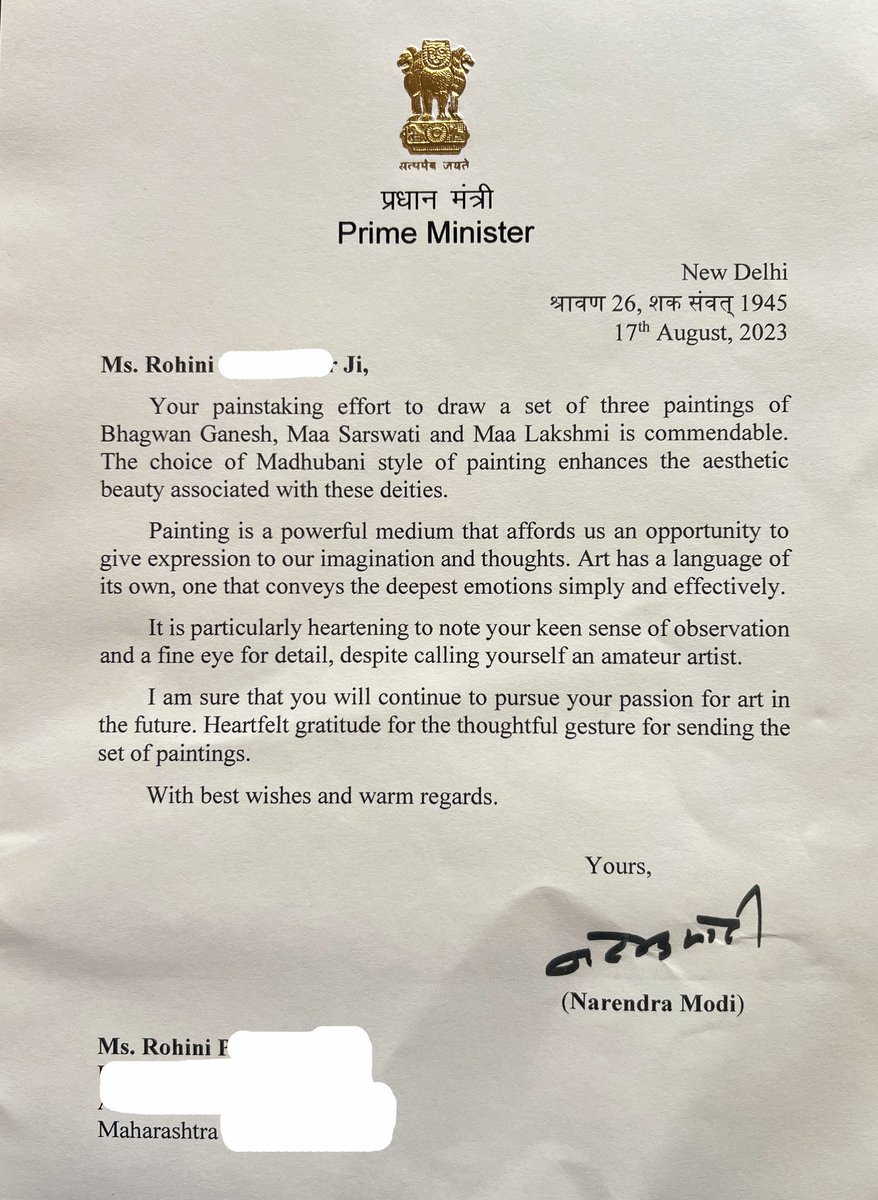 सत्यमेव जयते
प्रधान मंत्री
Prime Minister
New Delhi
श्रावण 26, शक संवत् 1945
17th August, 2023
Ms. Rohini r Ji,
Your painstaking effort to draw a set of three paintings of
Bhagwan Ganesh, Maa Sarswati and Maa Lakshmi is commendable.
The choice of Madhubani style of painting enhances the aesthetic
beauty associated with these deities.
Painting is a powerful medium that affords us an opportunity to
give expression to our imagination and thoughts. Art has a language of
its own, one that conveys the deepest emotions simply and effectively.
It is particularly heartening to note your keen sense of observation
and a fine eye for detail, despite calling yourself an amateur artist.
I am sure that you will continue to pursue your passion for art in
the future. Heartfelt gratitude for the thoughtful gesture for sending the
set of paintings.
With best wishes and warm regards.
Yours,
नरेन्द्र मोदी
(Narendra Modi)
Ms. Rohini
Maharashtra